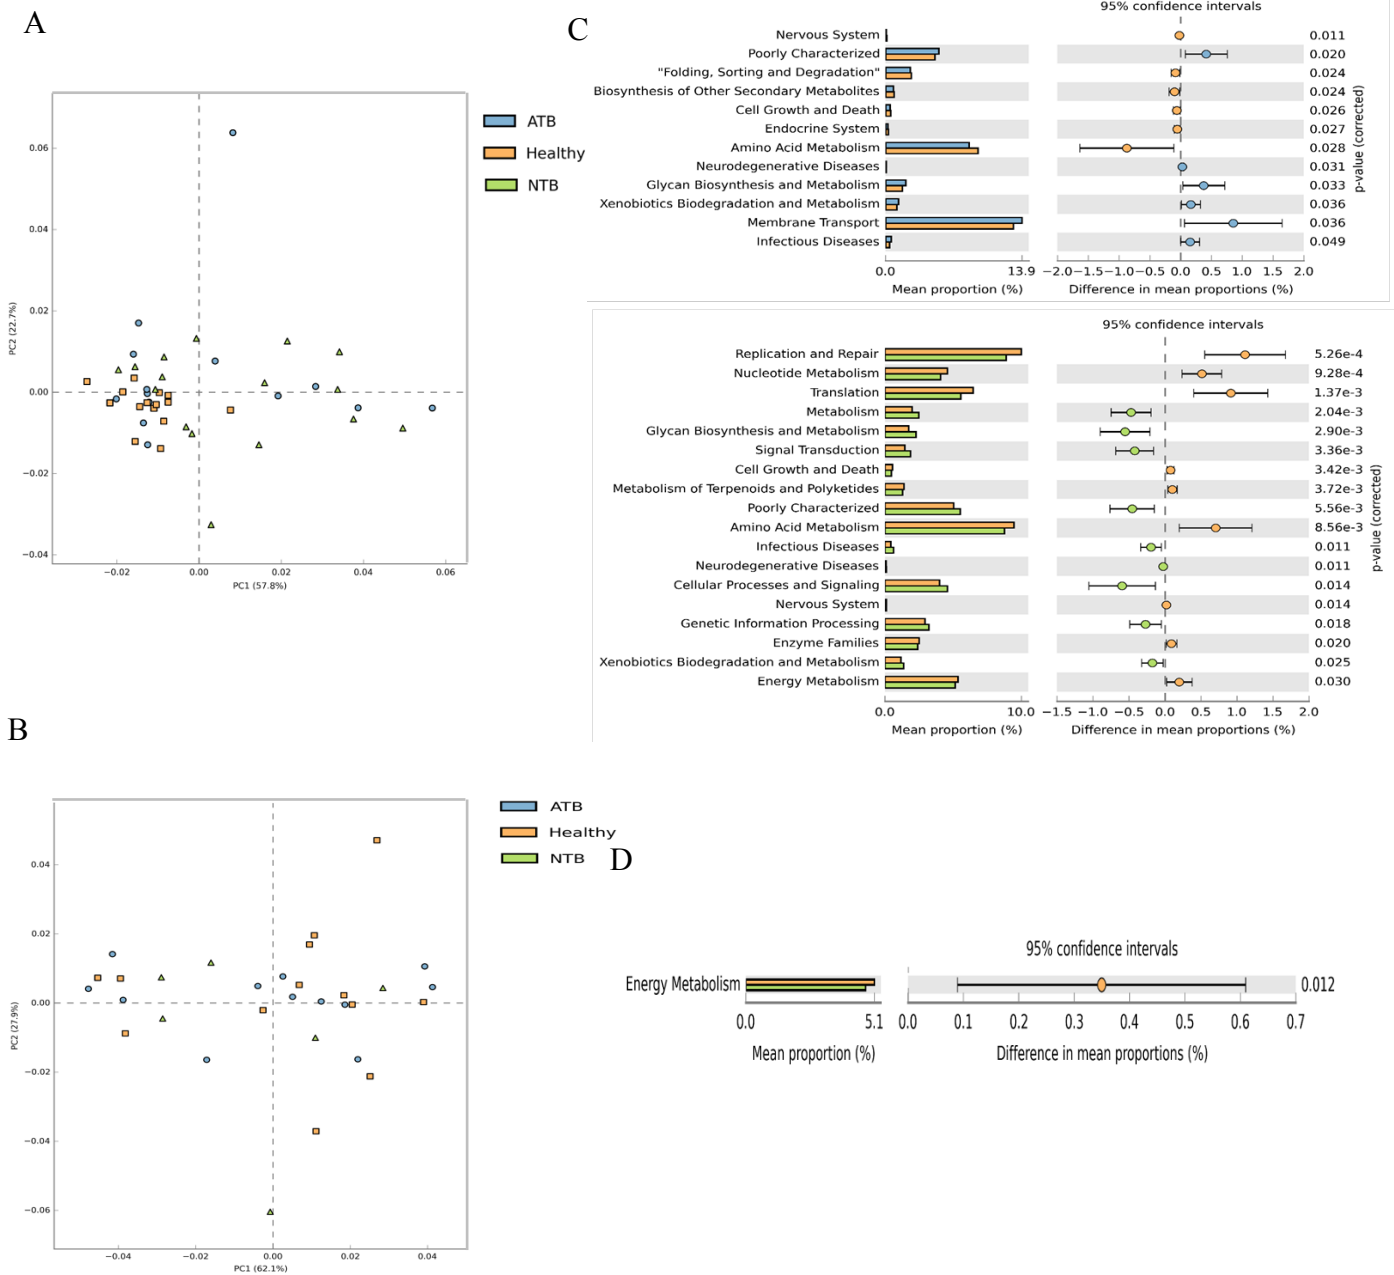 A
0.06
0.04
0.02
0.00
−0.02
−0.04
PC2 (22.7%)
−0.02
0.00
0.02
0.04
0.06
PC1 (57.8%)
ATB
Healthy
NTB
C
95% confidence intervals
Nervous System 0.011
Poorly Characterized 0.020
"Folding, Sorting and Degradation" 0.024
Biosynthesis of Other Secondary Metabolites 0.024
Cell Growth and Death 0.026
Endocrine System 0.027
Amino Acid Metabolism 0.028
Neurodegenerative Diseases 0.031
Glycan Biosynthesis and Metabolism 0.033
Xenobiotics Biodegradation and Metabolism 0.036
Membrane Transport 0.036
Infectious Diseases 0.049
p-value (corrected)
0.0 13.9 −2.0 −1.5 −1.0 −0.5 0.0 0.5 1.0 1.5 2.0
Mean proportion (%) Difference in mean proportions (%)
95% confidence intervals
Replication and Repair 5.26e-4
Nucleotide Metabolism 9.28e-4
Translation 1.37e-3
Metabolism 2.04e-3
Glycan Biosynthesis and Metabolism 2.90e-3
Signal Transduction 3.36e-3
Cell Growth and Death 3.42e-3
Metabolism of Terpenoids and Polyketides 3.72e-3
Poorly Characterized 5.56e-3
Amino Acid Metabolism 8.56e-3
Infectious Diseases 0.011
Neurodegenerative Diseases 0.011
Cellular Processes and Signaling 0.014
Nervous System 0.014
Genetic Information Processing 0.018
Enzyme Families 0.020
Xenobiotics Biodegradation and Metabolism 0.025
Energy Metabolism 0.030
p-value (corrected)
0.0 10.0 −1.5 −1.0 −0.5 0.0 0.5 1.0 1.5 2.0
Mean proportion (%) Difference in mean proportions (%)
B
0.04
0.02
0.00
−0.02
−0.04
−0.06
PC2 (27.9%)
−0.04
−0.02
0.00
0.02
0.04
PC1 (62.1%)
ATB
Healthy
NTB
D
95% confidence intervals
Energy Metabolism 0.012
0.0 5.1 0.0 0.1 0.2 0.3 0.4 0.5 0.6 0.7
Mean proportion (%) Difference in mean proportions (%)